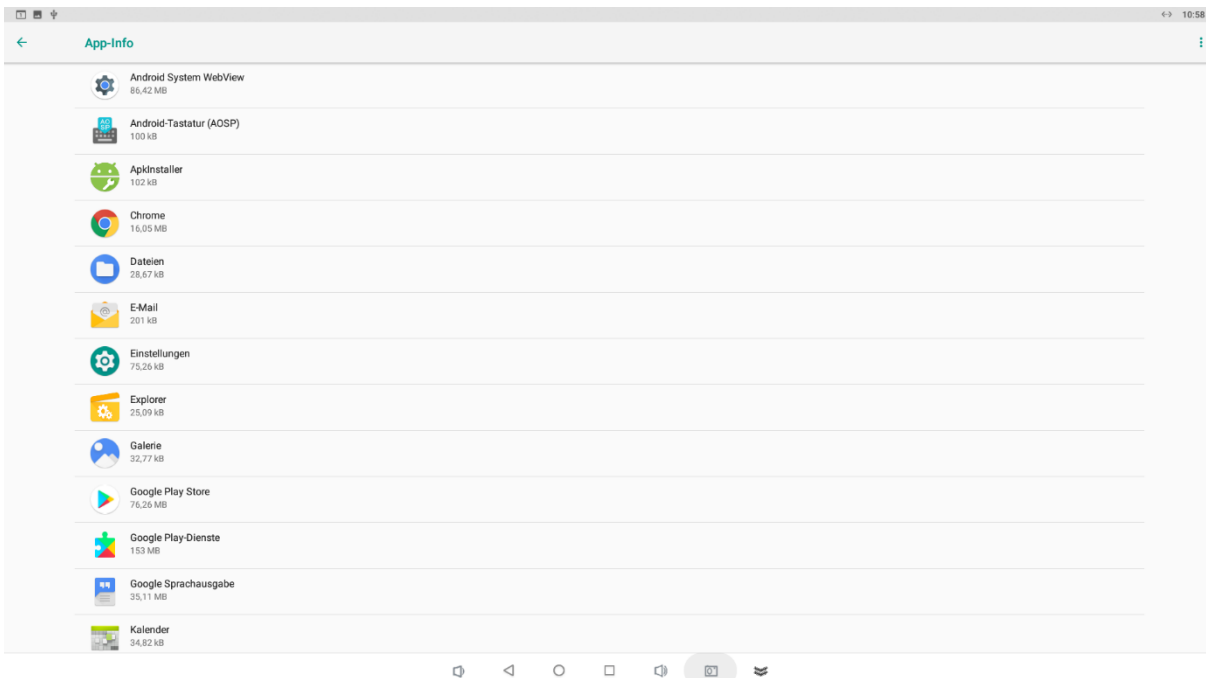 10:58
App-Info
Android System WebView
86,42 MB
Android-Tastatur (AOSP)
100 kB
ApkInstaller
102 kB
Chrome
16,05 MB
Dateien
28,67 kB
E-Mail
201 kB
Einstellungen
75,26 kB
Explorer
25,09 kB
Galerie
32,77 kB
Google Play Store
76,26 MB
Google Play-Dienste
153 MB
Google Sprachausgabe
35,11 MB
Kalender
34,82 kB